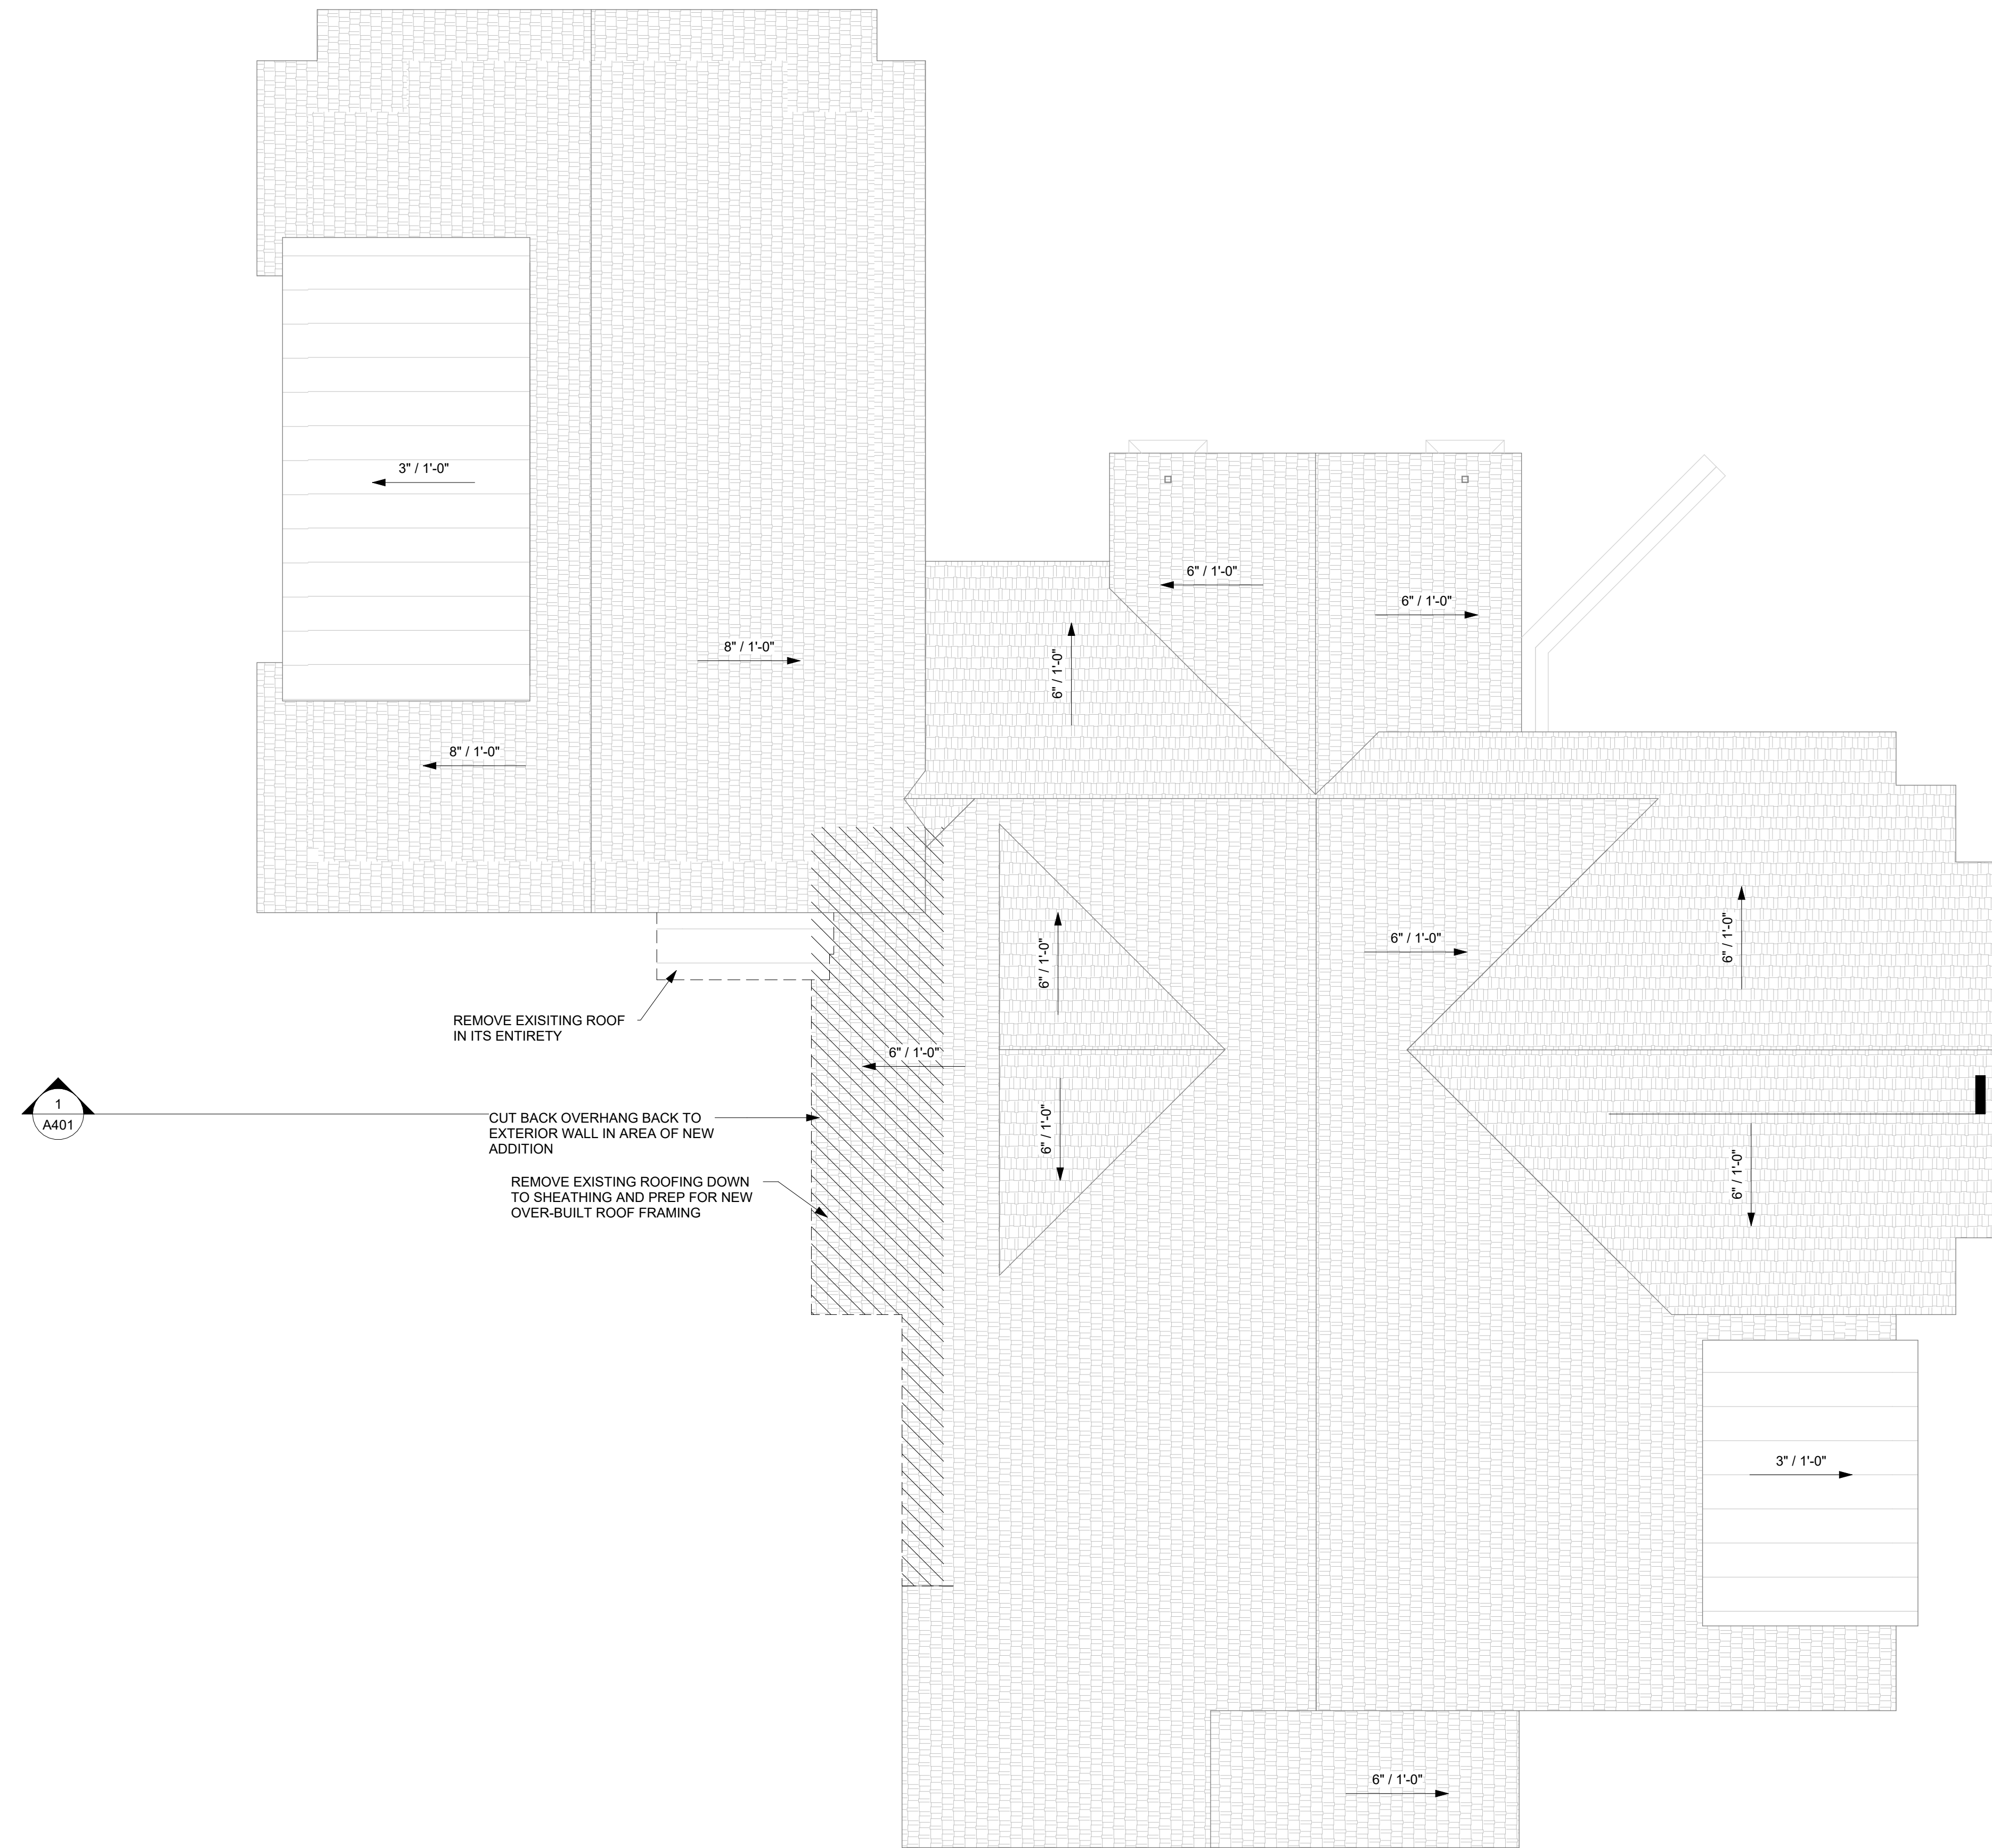 3" / 1'-0"
6" / 1'-0"
6" / 1'-0"
8" / 1'-0"
6" / 1'-0"
8" / 1'-0"
6" / 1'-0"
6" / 1'-0"
6" / 1'-0"
REMOVE EXISITING ROOF
IN ITS ENTIRETY
6" / 1'-0"
1
A401
CUT BACK OVERHANG BACK TO
EXTERIOR WALL IN AREA OF NEW
ADDITION
6" / 1'-0"
6" / 1'-0"
REMOVE EXISTING ROOFING DOWN
TO SHEATHING AND PREP FOR NEW
OVER-BUILT ROOF FRAMING
3" / 1'-0"
6" / 1'-0"